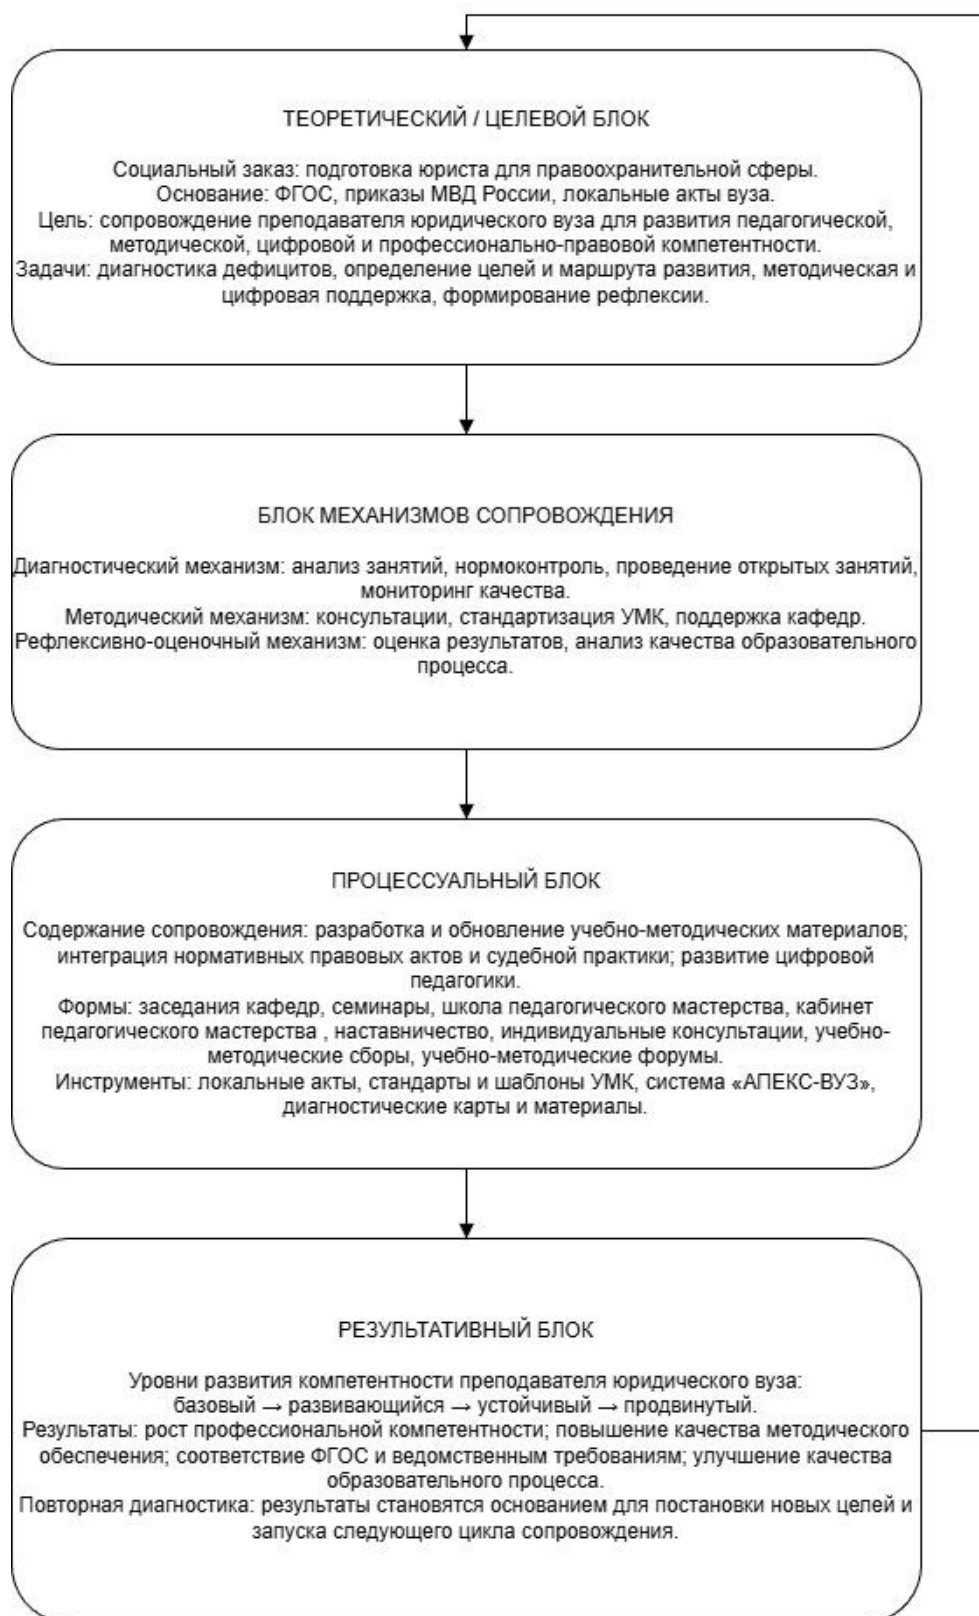 ТЕОРЕТИЧЕСКИЙ / ЦЕЛЕВОЙ БЛОК
Социальный заказ: подготовка юриста для правоохранительной сферы.
Основание: ФГОС, приказы МВД России, локальные акты вуза.
Цель: сопровождение преподавателя юридического вуза для развития педагогической,
методической, цифровой и профессионально-правовой компетентности.
Задачи: диагностика дефицитов, определение целей и маршрута развития, методическая и
цифровая поддержка, формирование рефлексии.
БЛОК МЕХАНИЗМОВ СОПРОВОЖДЕНИЯ
Диагностический механизм: анализ занятий, нормоконтроль, проведение открытых занятий,
мониторинг качества.
Методический механизм: консультации, стандартизация УМК, поддержка кафедр.
Рефлексивно-оценочный механизм: оценка результатов, анализ качества образовательного
процесса.
ПРОЦЕССУАЛЬНЫЙ БЛОК
Содержание сопровождения: разработка и обновление учебно-методических материалов;
интеграция нормативных правовых актов и судебной практики; развитие цифровой
педагогики.
Формы: заседания кафедр, семинары, школа педагогического мастерства, кабинет
педагогического мастерства , наставничество, индивидуальные консультации, учебно-
методические сборы, учебно-методические форумы.
Инструменты: локальные акты, стандарты и шаблоны УМК, система «АПЕКС-ВУЗ»,
диагностические карты и материалы.
РЕЗУЛЬТАТИВНЫЙ БЛОК
Уровни развития компетентности преподавателя юридического вуза:
базовый → развивающийся → устойчивый → продвинутый.
Результаты: рост профессиональной компетентности; повышение качества методического
обеспечения; соответствие ФГОС и ведомственным требованиям; улучшение качества
образовательного процесса.
Повторная диагностика: результаты становятся основанием для постановки новых целей и
запуска следующего цикла сопровождения.